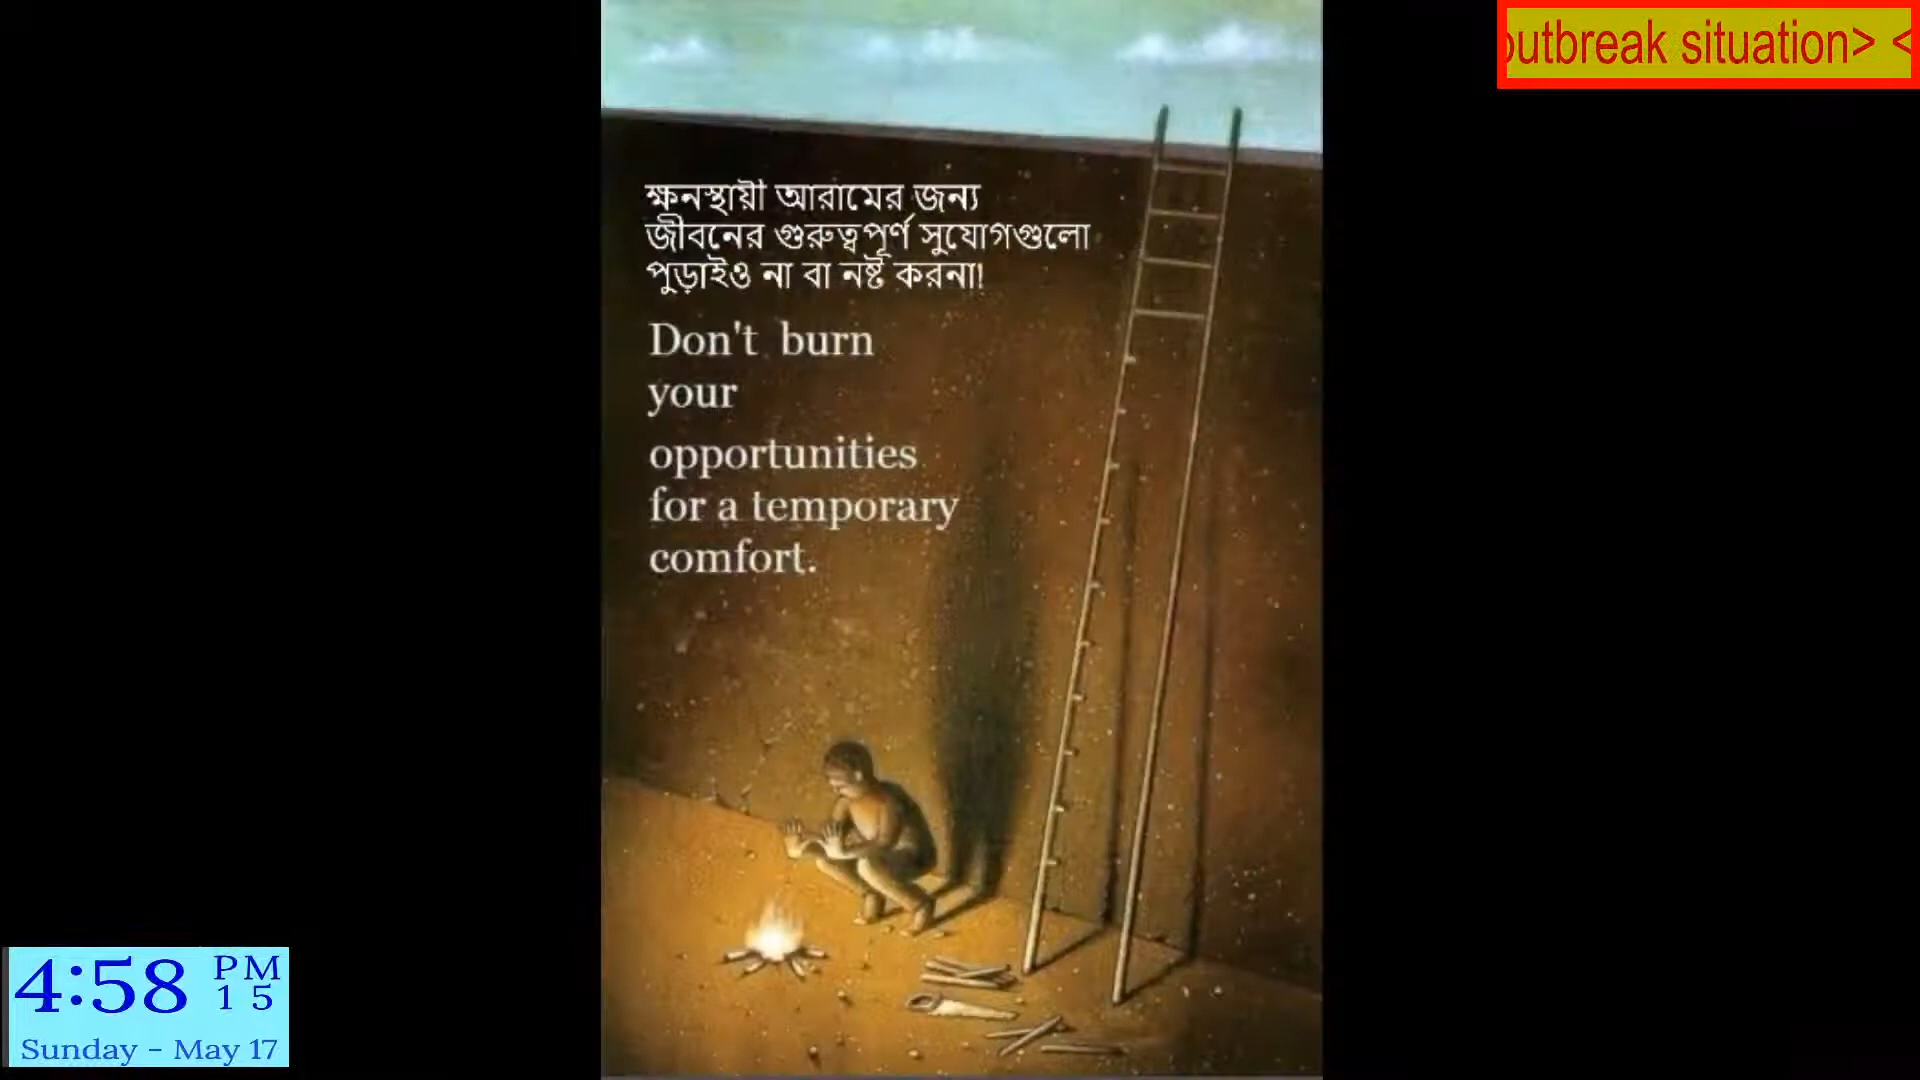 outbreak situation> <
ক্ষনস্থায়ী আরামের জন্য
জীবনের গুরুত্বপূর্ণ সুযোগগুলো
পুড়াইও না বা নষ্ট করনা!
Don't burn
your
opportunities
for a temporary
comfort.
4:58 PM
15
Sunday - May 17